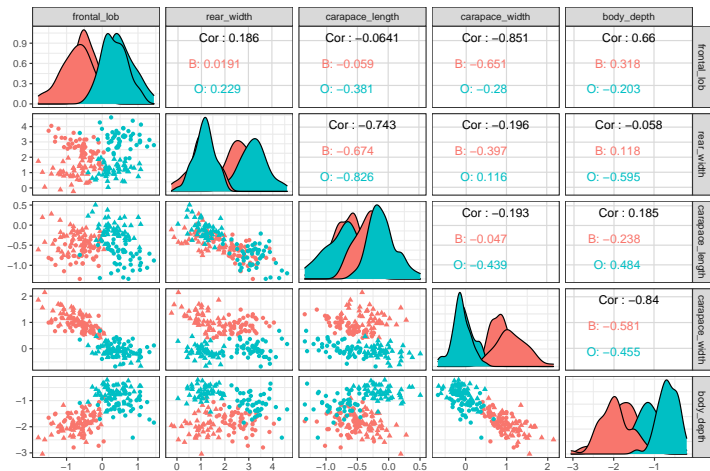 frontal_lob rear_width carapace_length carapace_width body_depth
0.9
0.6
0.3
0.0
Cor : 0.186
B: 0.0191
O: 0.229
Cor : −0.0641
B: −0.059
O: −0.381
Cor : −0.851
B: −0.651
O: −0.28
Cor : 0.66
B: 0.318
O: −0.203
frontal_lob
4
3
2
1
0
Cor : −0.743
B: −0.674
O: −0.826
Cor : −0.196
B: −0.397
O: 0.116
Cor : −0.058
B: 0.118
O: −0.595
rear_width
0.5
0.0
−0.5
−1.0
Cor : −0.193
B: −0.047
O: −0.439
Cor : 0.185
B: −0.238
O: 0.484
carapace_length
2
1
0
Cor : −0.84
B: −0.581
O: −0.455
carapace_width
−1
−2
−3
body_depth
−1 0 1
0 1 2 3 4
−1.0 −0.5 0.0 0.5
0 1 2
−3 −2 −1